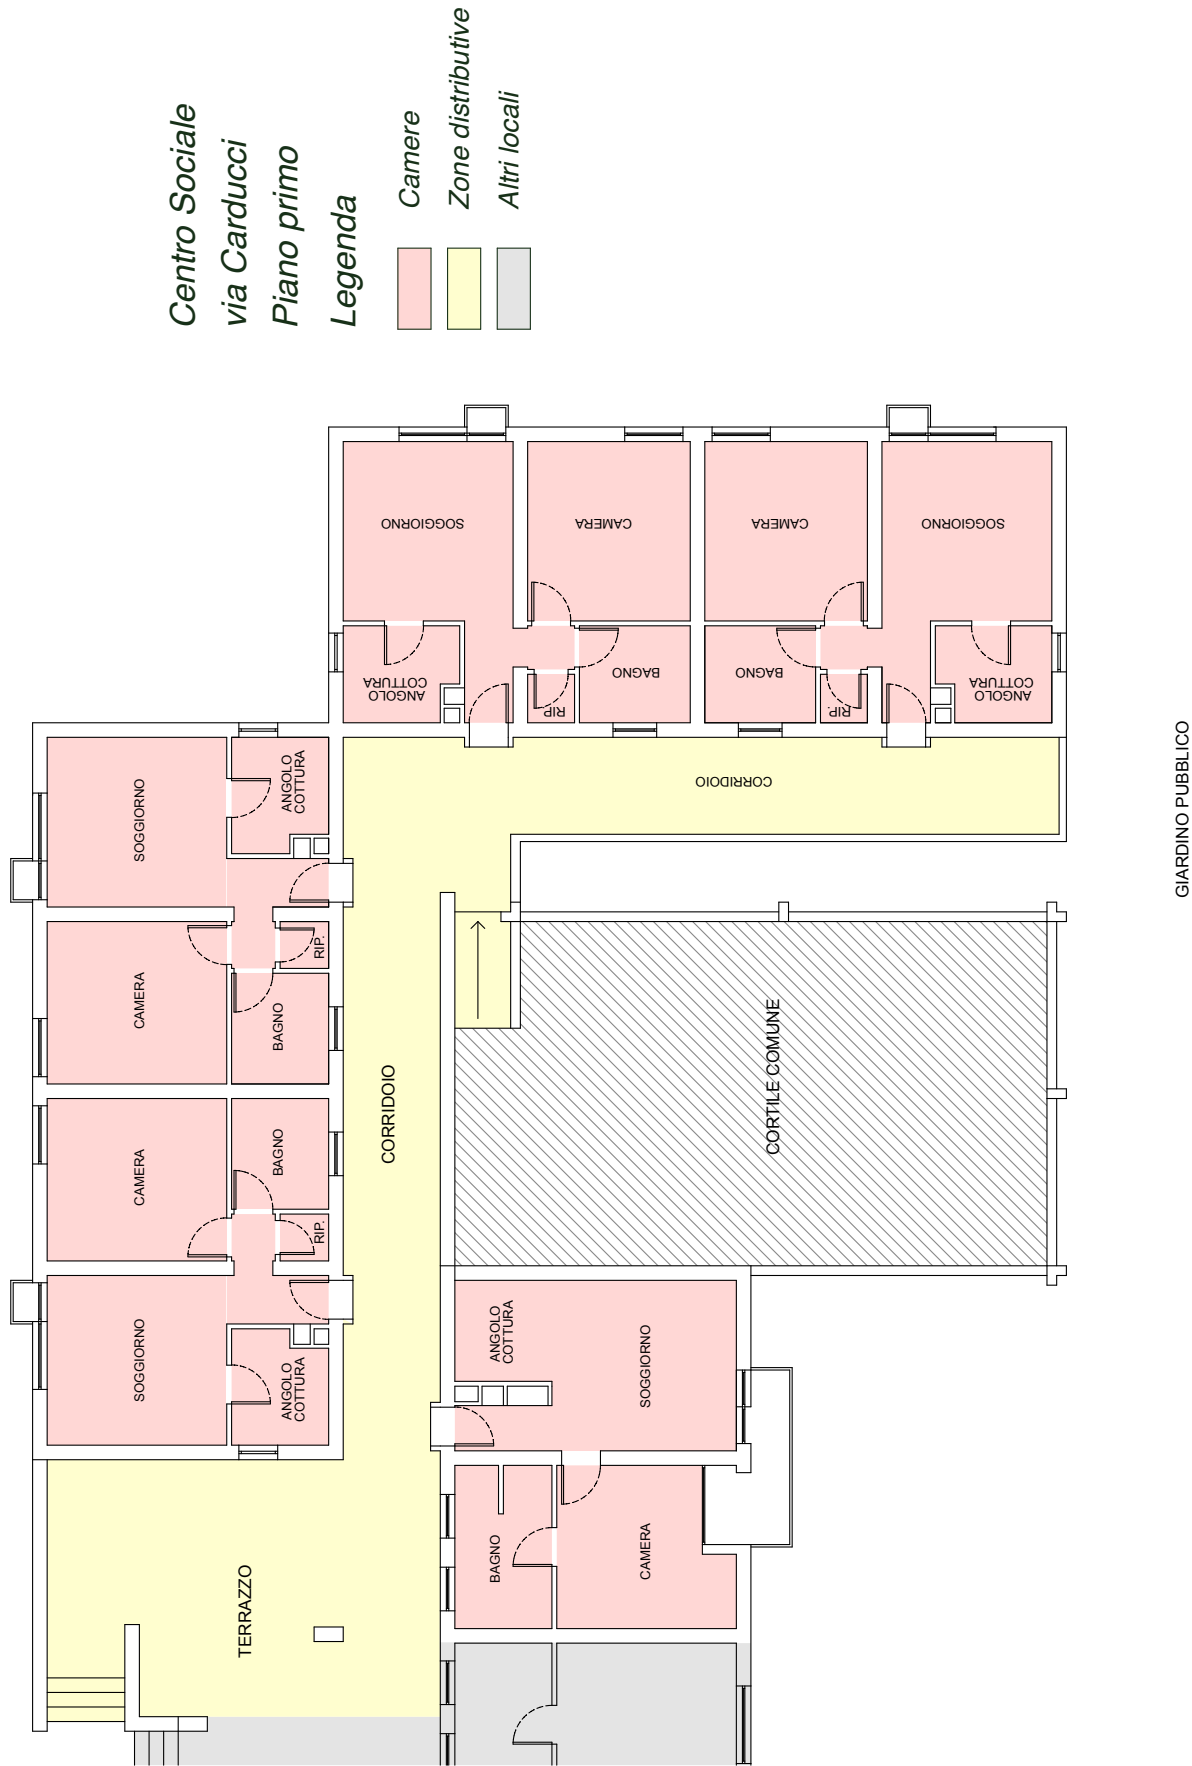 Centro Sociale
via Carducci
Piano primo
Legenda
Camere
Zone distributive
Altri locali
SOGGIORNO
CAMERA
CAMERA
SOGGIORNO
ANGOLO
COTTURA
RIP.
BAGNO
BAGNO
RIP.
ANGOLO
COTTURA
CORRIDOIO
SOGGIORNO
ANGOLO
COTTURA
CAMERA
RIP.
BAGNO
CORRIDOIO
CAMERA
BAGNO
RIP.
SOGGIORNO
ANGOLO
COTTURA
CORTILE COMUNE
ANGOLO
COTTURA
SOGGIORNO
BAGNO
CAMERA
TERRAZZO
GIARDINO PUBBLICO